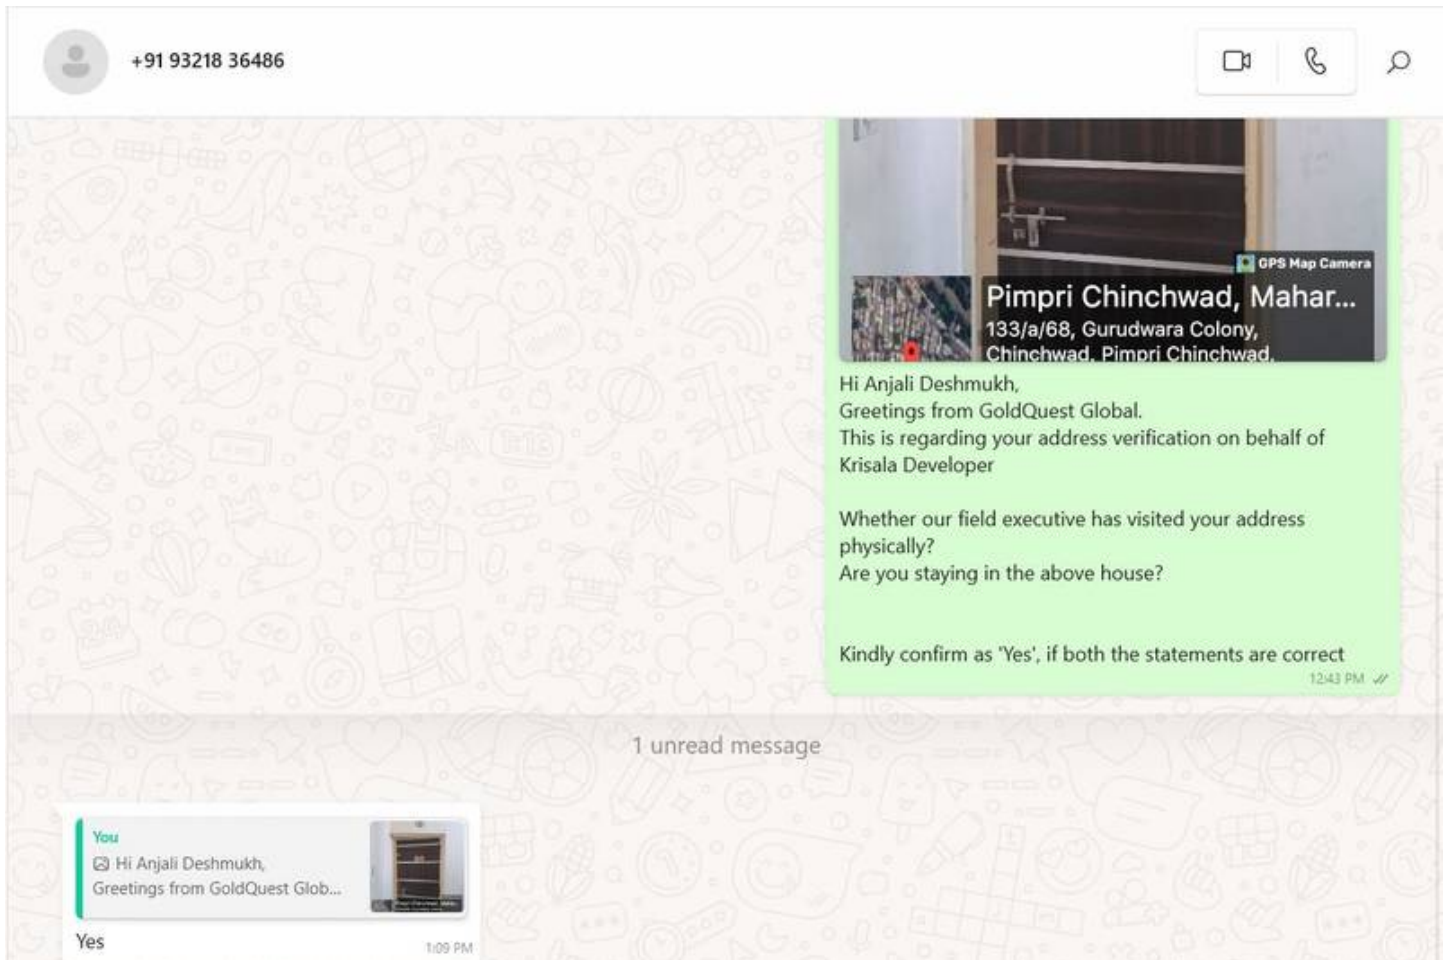 +91 93218 36486
GPS Map Camera
Pimpri Chinchwad, Mahar...
133/a/68, Gurudwara Colony,
Chinchwad, Pimpri Chinchwad,
Hi Anjali Deshmukh,
Greetings from GoldQuest Global.
This is regarding your address verification on behalf of
Krisala Developer
Whether our field executive has visited your address
physically?
Are you staying in the above house?
Kindly confirm as 'Yes', if both the statements are correct
12:43 PM
1 unread message
You
Hi Anjali Deshmukh,
Greetings from GoldQuest Glob...
Yes
1:09 PM